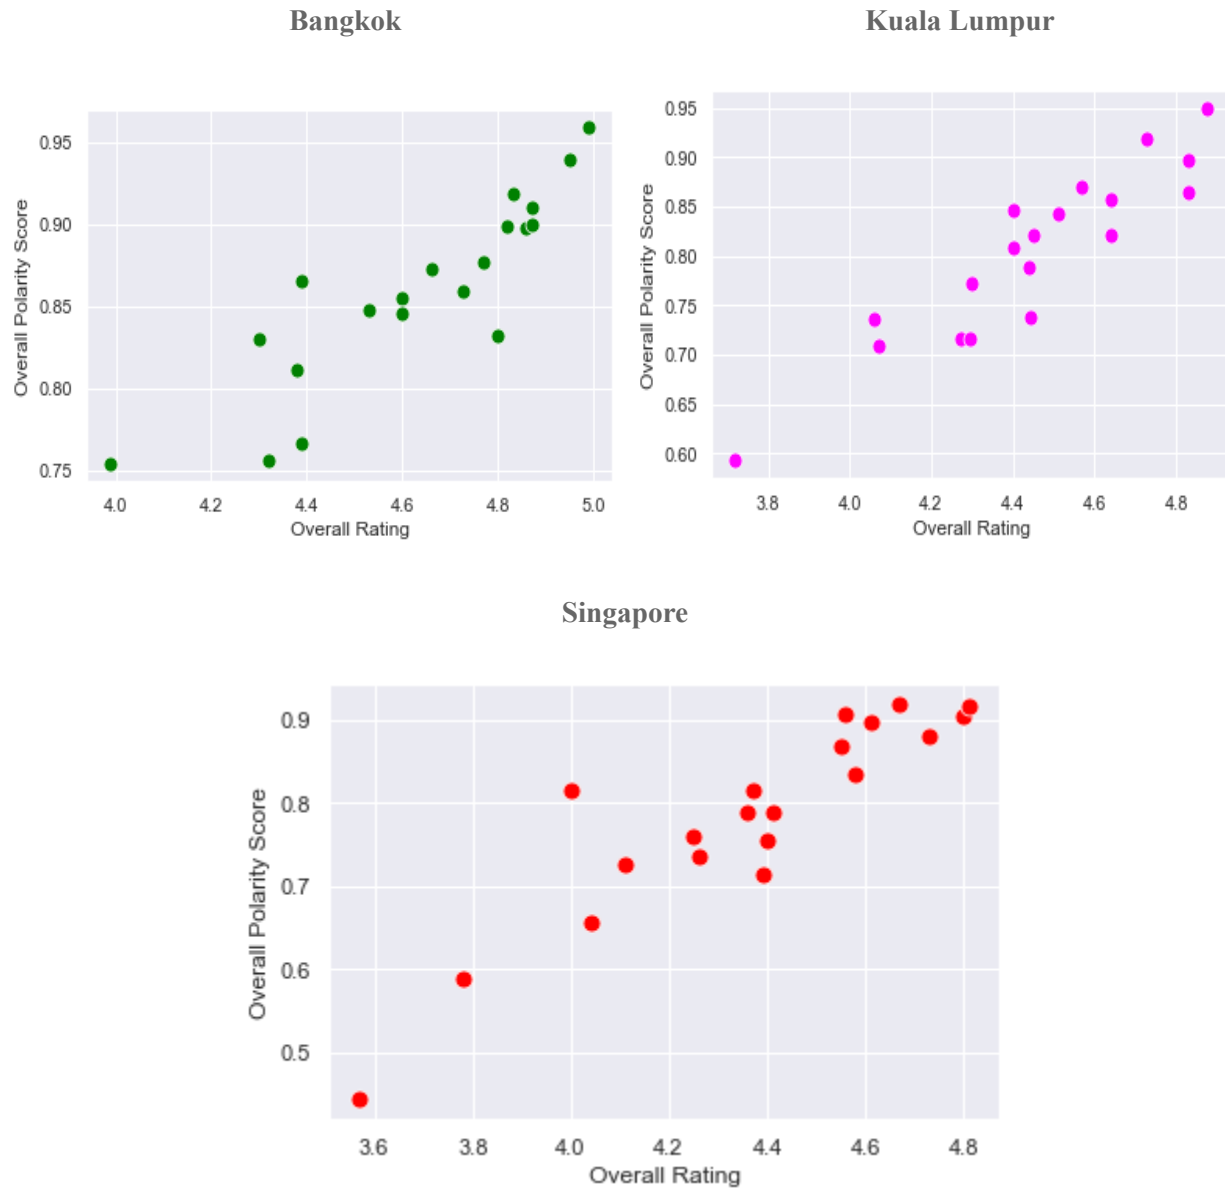 Bangkok
Kuala Lumpur
Overall Polarity Score
0.95
0.90
0.85
0.80
0.75
4.0 4.2 4.4 4.6 4.8 5.0
Overall Rating
Overall Polarity Score
0.95
0.90
0.85
0.80
0.75
0.70
0.65
0.60
3.8 4.0 4.2 4.4 4.6 4.8
Overall Rating
Singapore
Overall Polarity Score
0.9
0.8
0.7
0.6
0.5
3.6 3.8 4.0 4.2 4.4 4.6 4.8
Overall Rating